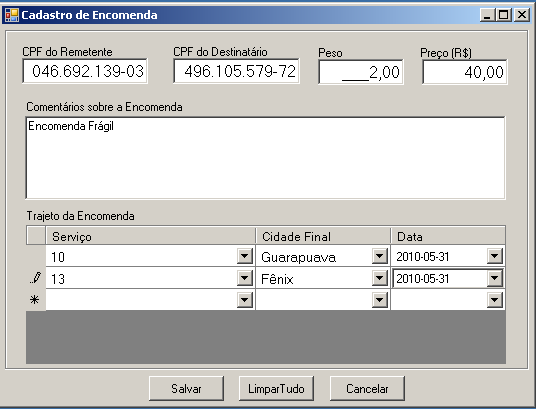 Cadastro de Encomenda
CPF do Remetente CPF do Destinatário Peso Preço (R$)
046.692.139-03 496.105.579-72 ___2,00 40,00
Comentários sobre a Encomenda
Encomenda Frágil
Trajeto da Encomenda
Serviço Cidade Final Data
10 Guarapuava 2010-05-31
13 Fênix 2010-05-31
Salvar LimparTudo Cancelar